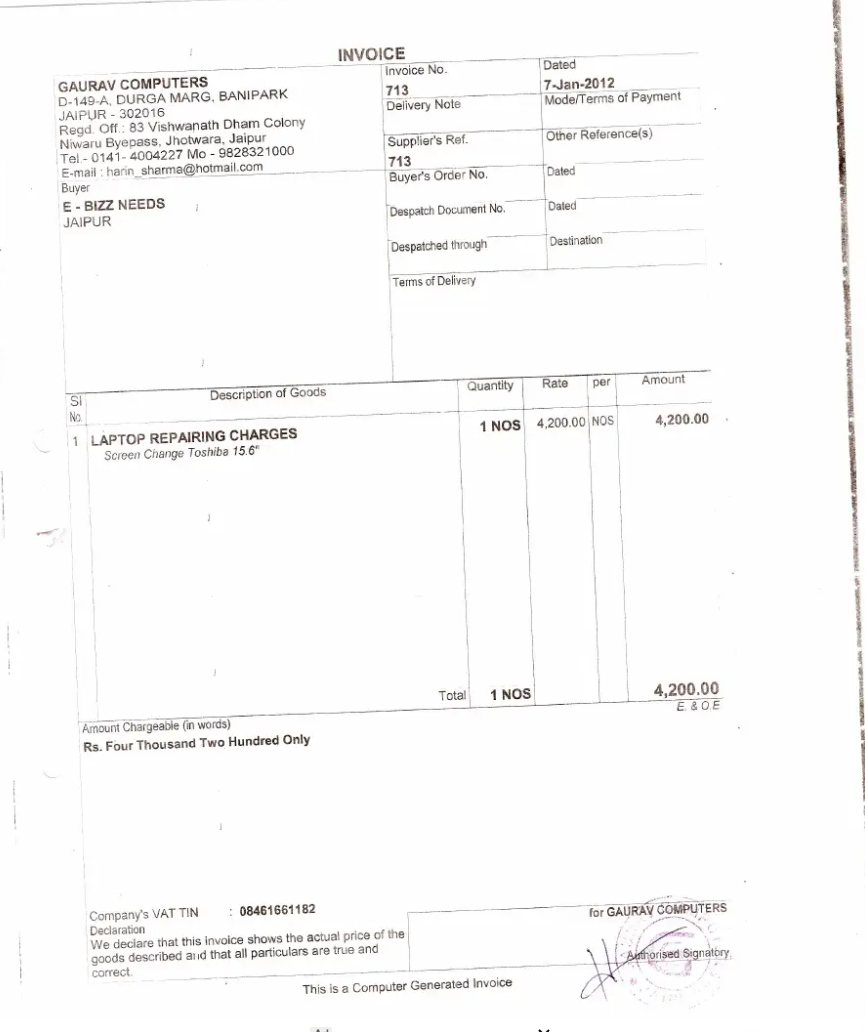 INVOICE
GAURAV COMPUTERS
D-149-A, DURGA MARG, BANIPARK
JAIPUR - 302016
Regd. Off.: 83 Vishwanath Dham Colony
Niwaru Byepass, Jhotwara, Jaipur
Tel.- 0141- 4004227 Mo - 9828321000
E-mail : harin_sharma@hotmail.com
Invoice No.
713
Dated
7-Jan-2012
Delivery Note
Mode/Terms of Payment
Supplier's Ref.
713
Other Reference(s)
Buyer
E - BIZZ NEEDS
JAIPUR
Buyer's Order No.
Dated
Despatch Document No.
Dated
Despatched through
Destination
Terms of Delivery
Sl No. Description of Goods Quantity Rate per Amount
1 LAPTOP REPAIRING CHARGES 1 NOS 4,200.00 NOS 4,200.00
Screen Change Toshiba 15.6"
Total 1 NOS 4,200.00
E. & O.E
Amount Chargeable (in words)
Rs. Four Thousand Two Hundred Only
Company's VAT TIN : 08461661182
Declaration
We declare that this invoice shows the actual price of the
goods described and that all particulars are true and
correct.
for GAURAV COMPUTERS
Authorised Signatory
This is a Computer Generated Invoice